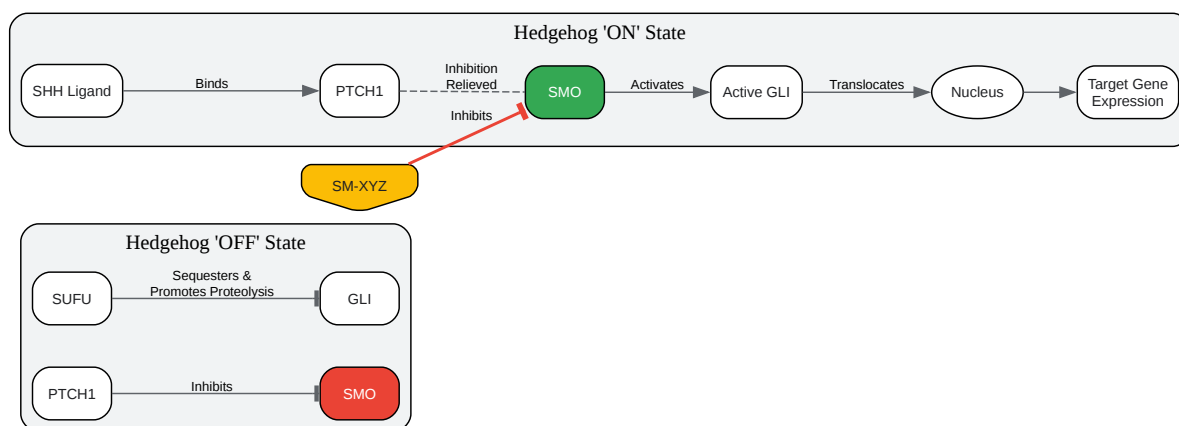 Hedgehog 'ON' State
SHH Ligand
Binds
PTCH1
Inhibition
Relieved
SMO
Activates
Active GLI
Translocates
Nucleus
Target Gene
Expression
Inhibits
SM-XYZ
Hedgehog 'OFF' State
SUFU
Sequesters &
Promotes Proteolysis
GLI
PTCH1
Inhibits
SMO